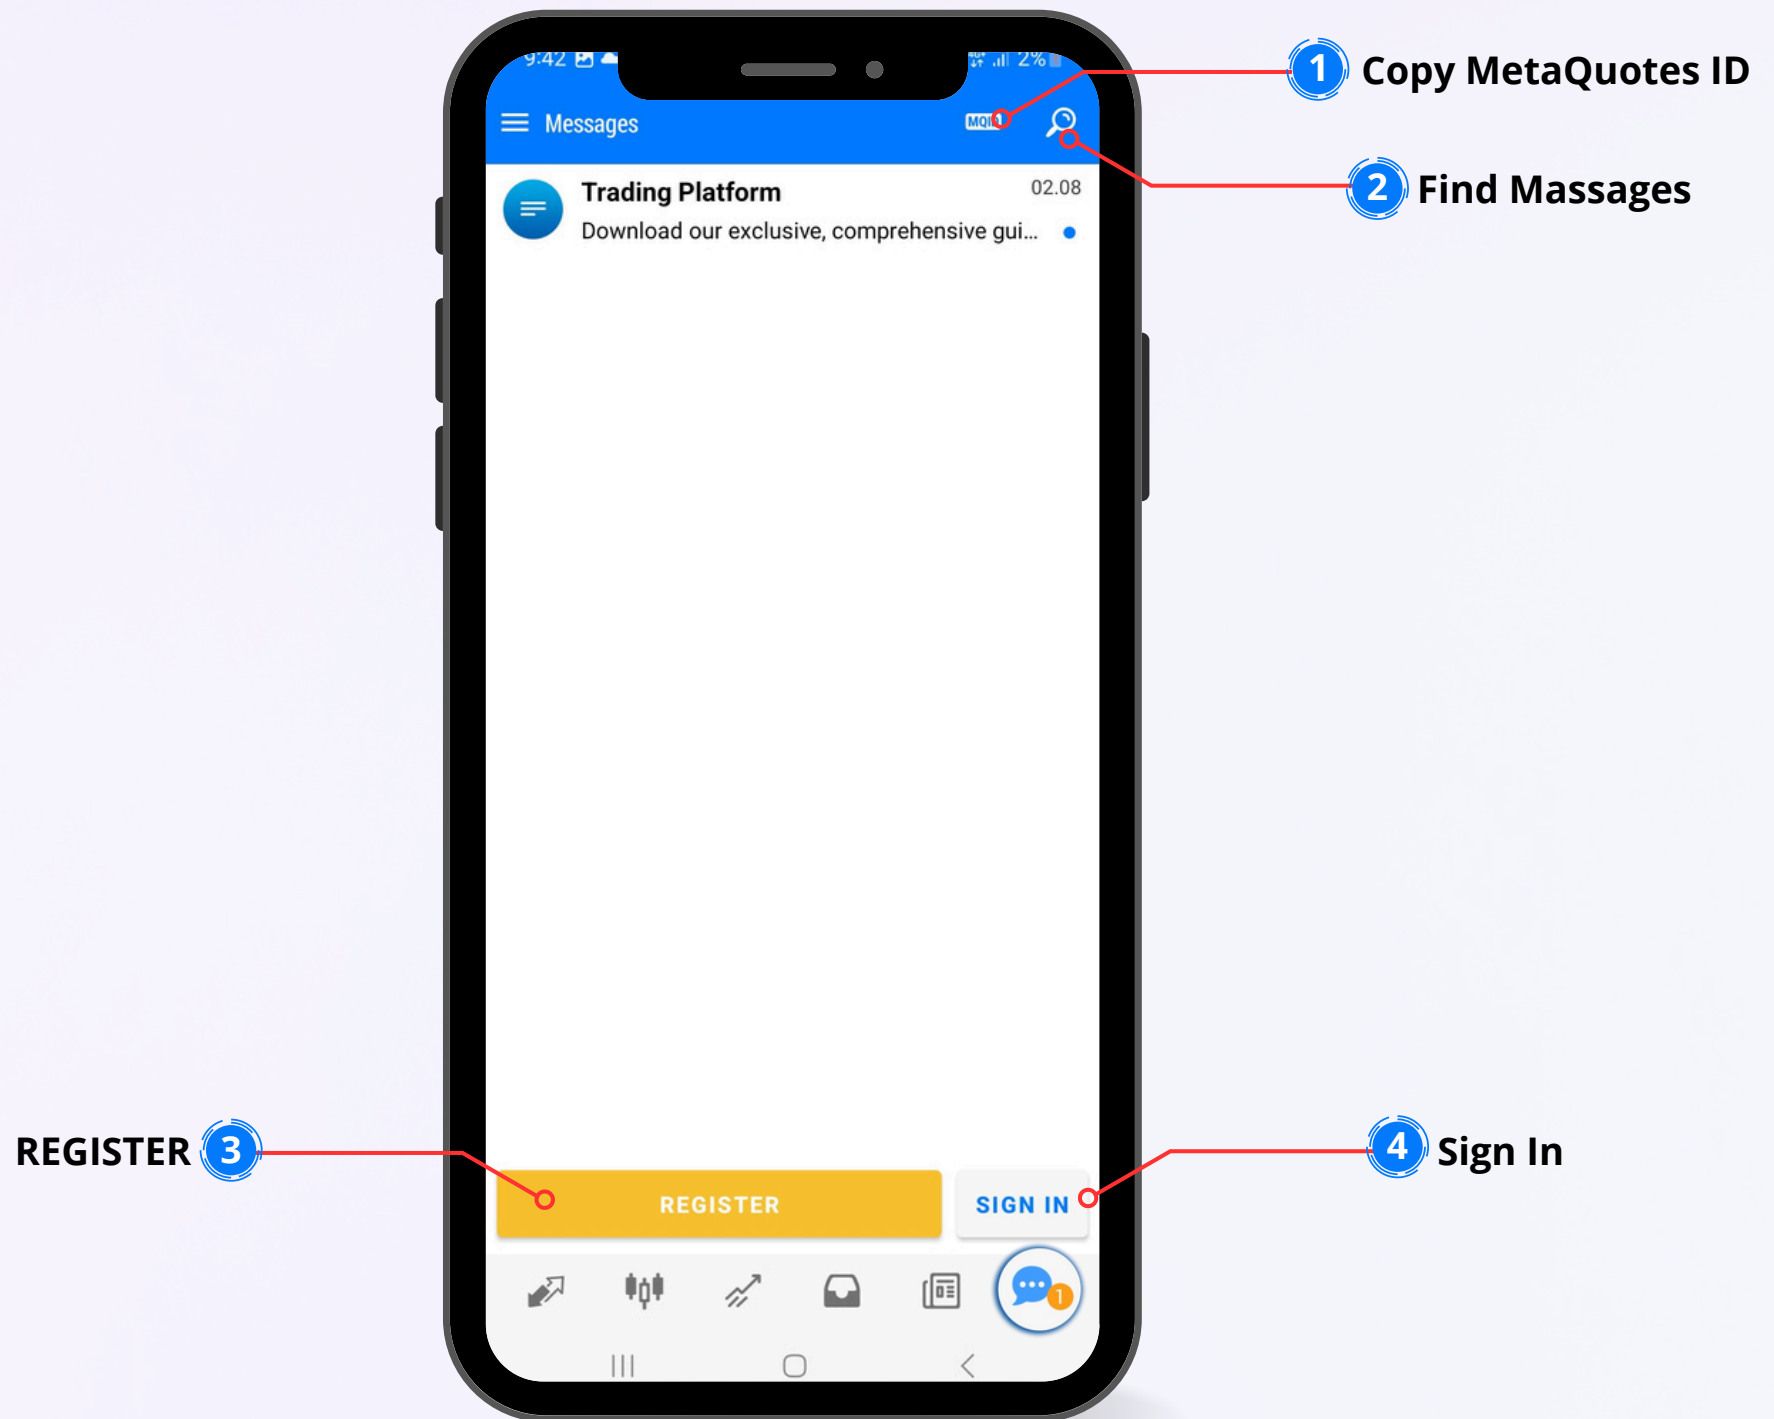 9:42 2%
1 Copy MetaQuotes ID
Messages
2 Find Massages
Trading Platform 02.08
Download our exclusive, comprehensive gui...
REGISTER 3
4 Sign In
REGISTER SIGN IN
1